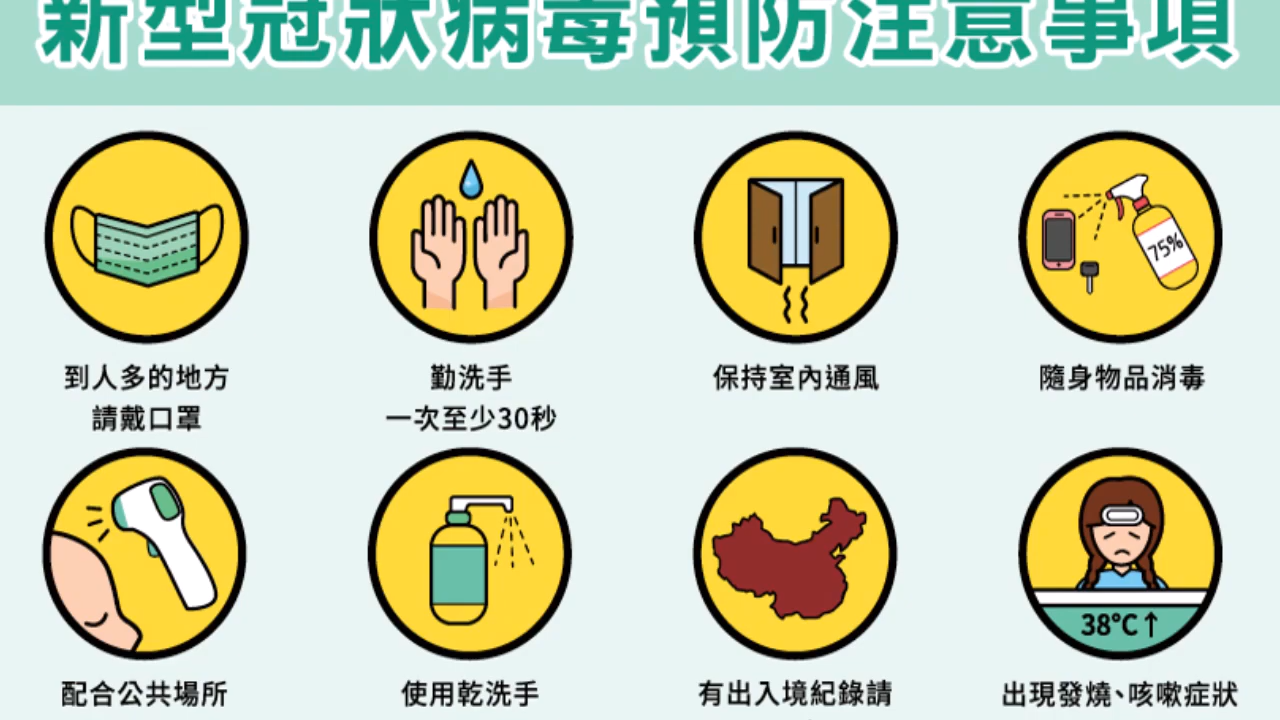 新型冠狀病毒預防注意事項
到人多的地方
請戴口罩
勤洗手
一次至少30秒
保持室內通風
75%
隨身物品消毒
配合公共場所
使用乾洗手
有出入境紀錄請
38°C↑
出現發燒、咳嗽症狀